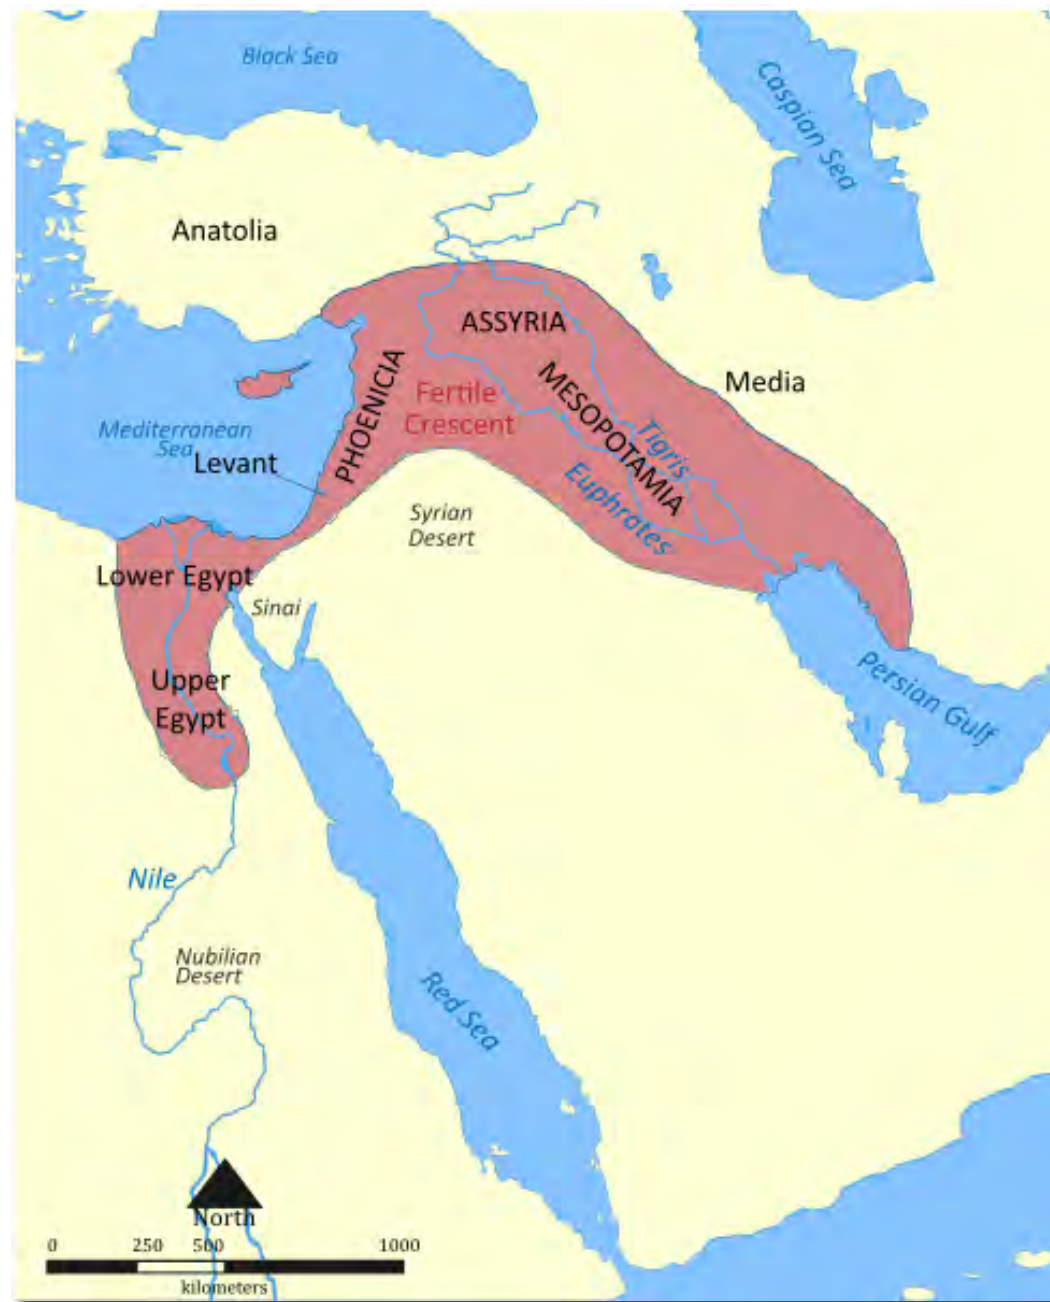 Black Sea
Caspian Sea
Anatolia
ASSYRIA
Media
PHOENICIA
MESOPOTAMIA
Fertile
Crescent
Mediterranean
Sea
Levant
Tigris
Euphrates
Syrian
Desert
Lower Egypt
Sinai
Upper
Egypt
Persian Gulf
Nile
Nubilian
Desert
Red Sea
North
0 250 500 1000
kilometers